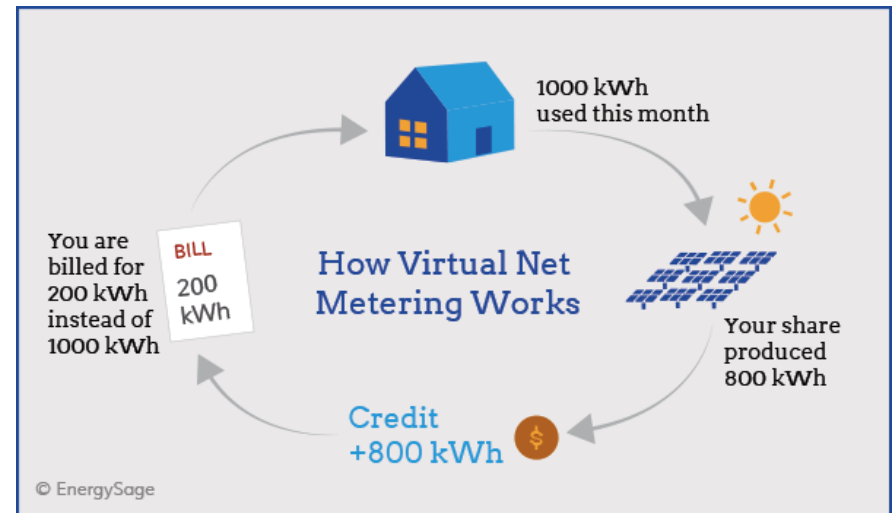 How Virtual Net
Metering Works
1000 kWh
used this month
Your share
produced
800 kWh
Credit
+800 kWh
$
You are
billed for
200 kWh
instead of
1000 kWh
BILL
200
kWh
© EnergySage